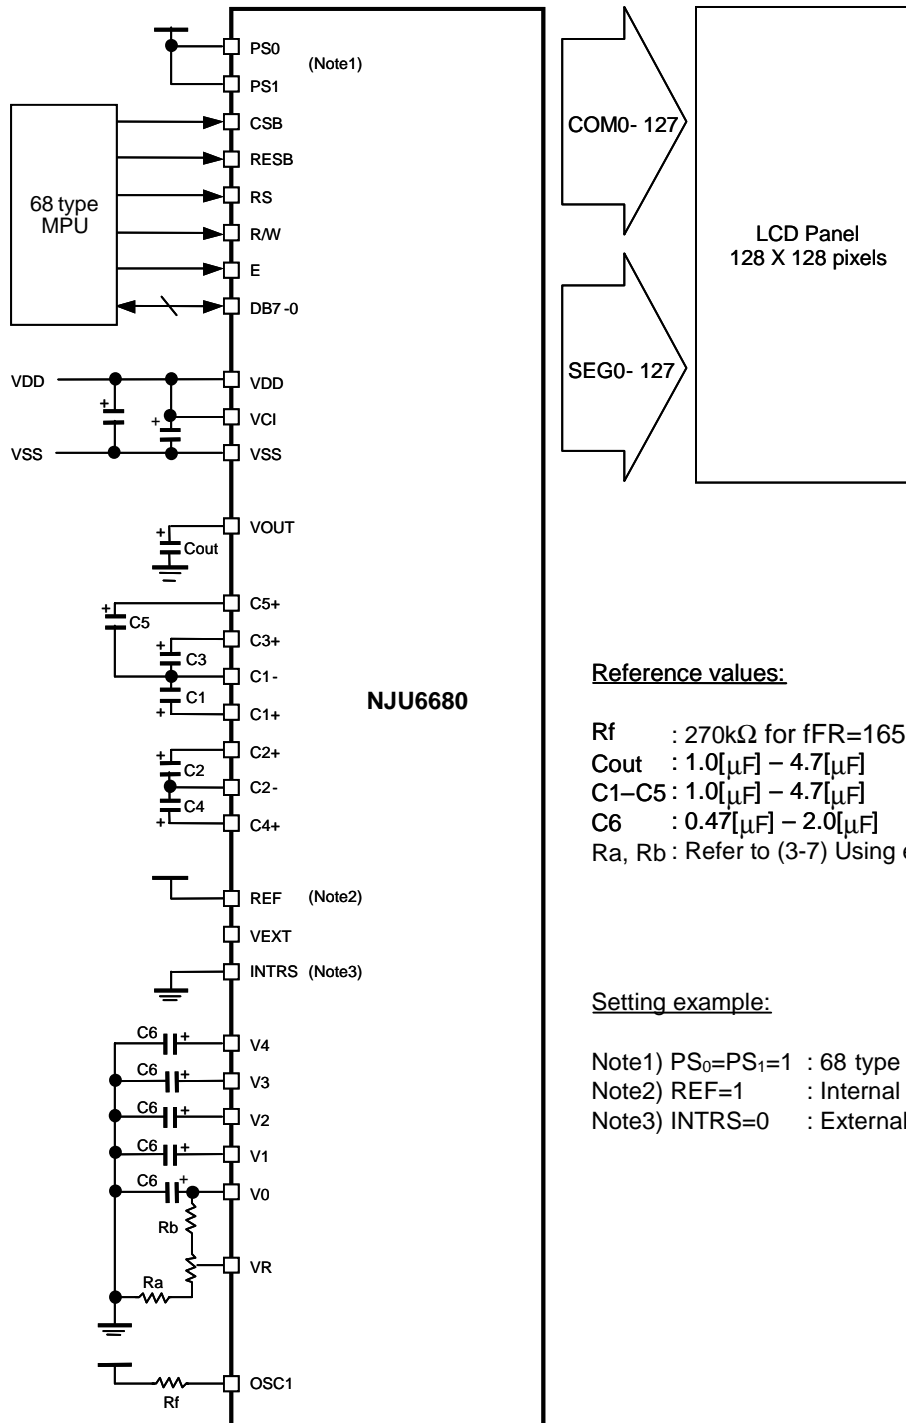 PS0
(Note1)
PS1
CSB
RESB
RS
R/W
E
DB7-0
68 type
MPU
COM0- 127
SEG0- 127
LCD Panel
128 X 128 pixels
VDD
VDD
+
VCI
+
VSS
VSS
VOUT
+
Cout
C5+
+
C5
C3+
+
C3
C1-
C1
C1+
+
C2+
+
C2
C2-
C4
C4+
+
NJU6680
REF (Note2)
VEXT
INTRS (Note3)
C6 + V4
C6 + V3
C6 + V2
C6 + V1
C6 + V0
Rb
VR
Ra
OSC1
Rf
Reference values:
Rf : 270kΩ for fFR=165
Cout : 1.0[µF] – 4.7[µF]
C1–C5 : 1.0[µF] – 4.7[µF]
C6 : 0.47[µF] – 2.0[µF]
Ra, Rb : Refer to (3-7) Using
Setting example:
Note1) PS₀=PS₁=1 : 68 type
Note2) REF=1 : Internal
Note3) INTRS=0 : External